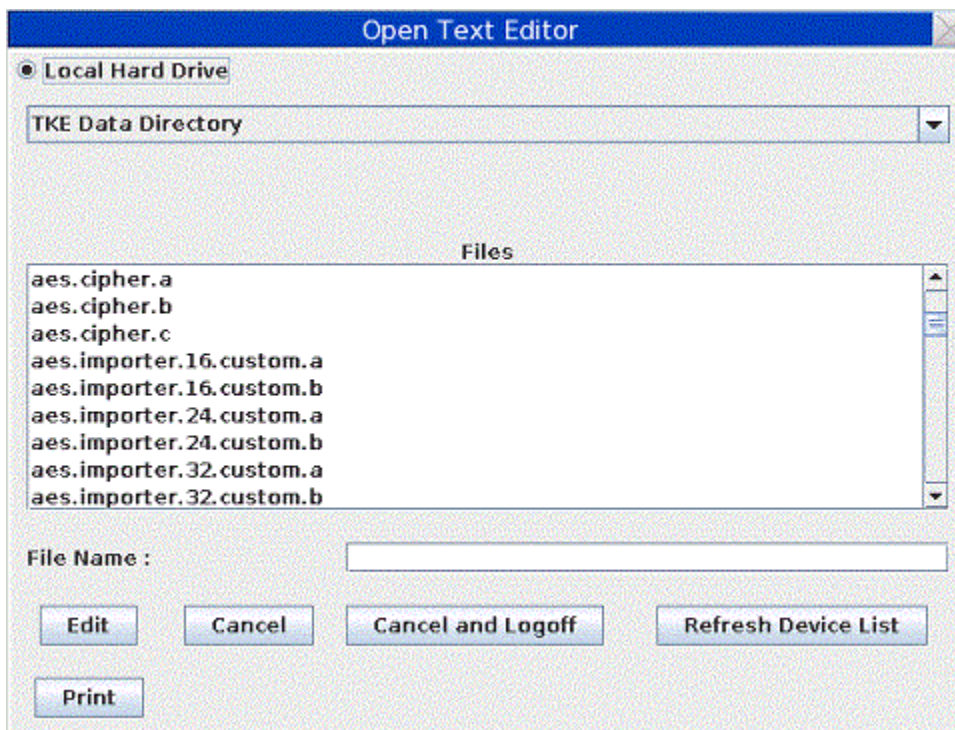 Open Text Editor
Local Hard Drive
TKE Data Directory
Files
aes.cipher.a
aes.cipher.b
aes.cipher.c
aes.importer.16.custom.a
aes.importer.16.custom.b
aes.importer.24.custom.a
aes.importer.24.custom.b
aes.importer.32.custom.a
aes.importer.32.custom.b
File Name :
Edit Cancel Cancel and Logoff Refresh Device List
Print